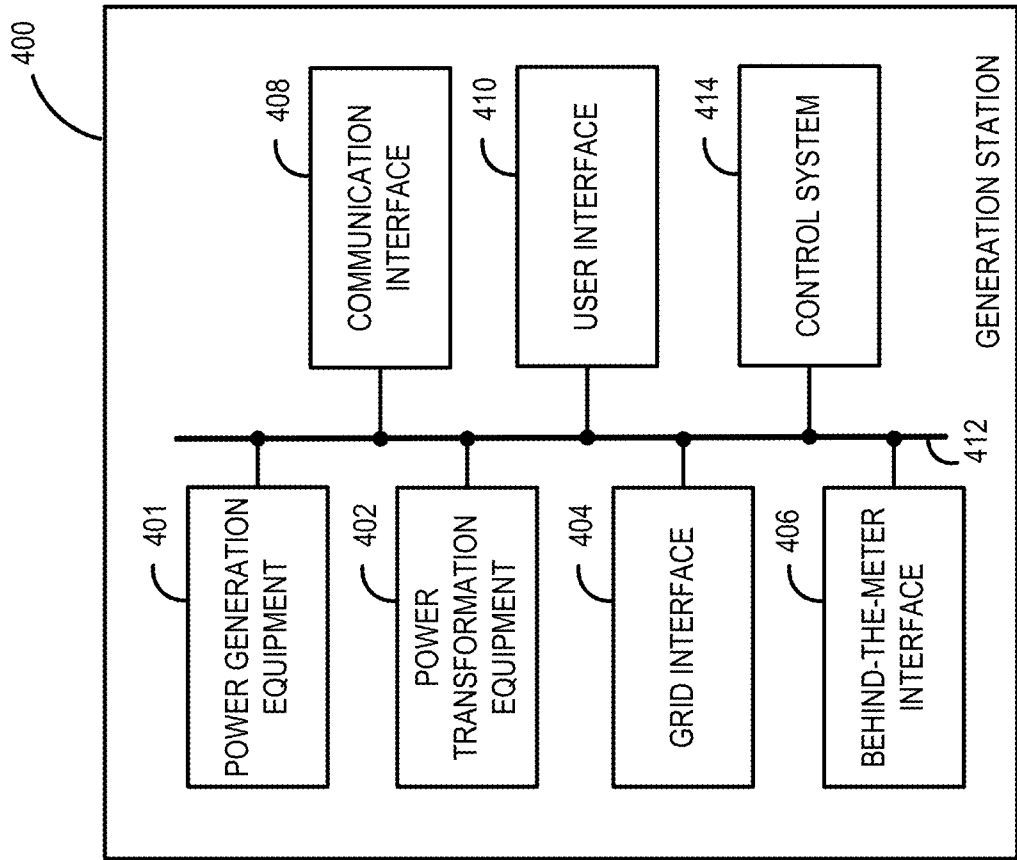 400
401
POWER GENERATION
EQUIPMENT
402
POWER
TRANSFORMATION
EQUIPMENT
404
GRID INTERFACE
406
BEHIND-THE-METER
INTERFACE
408
COMMUNICATION
INTERFACE
410
USER INTERFACE
414
CONTROL SYSTEM
412
GENERATION STATION